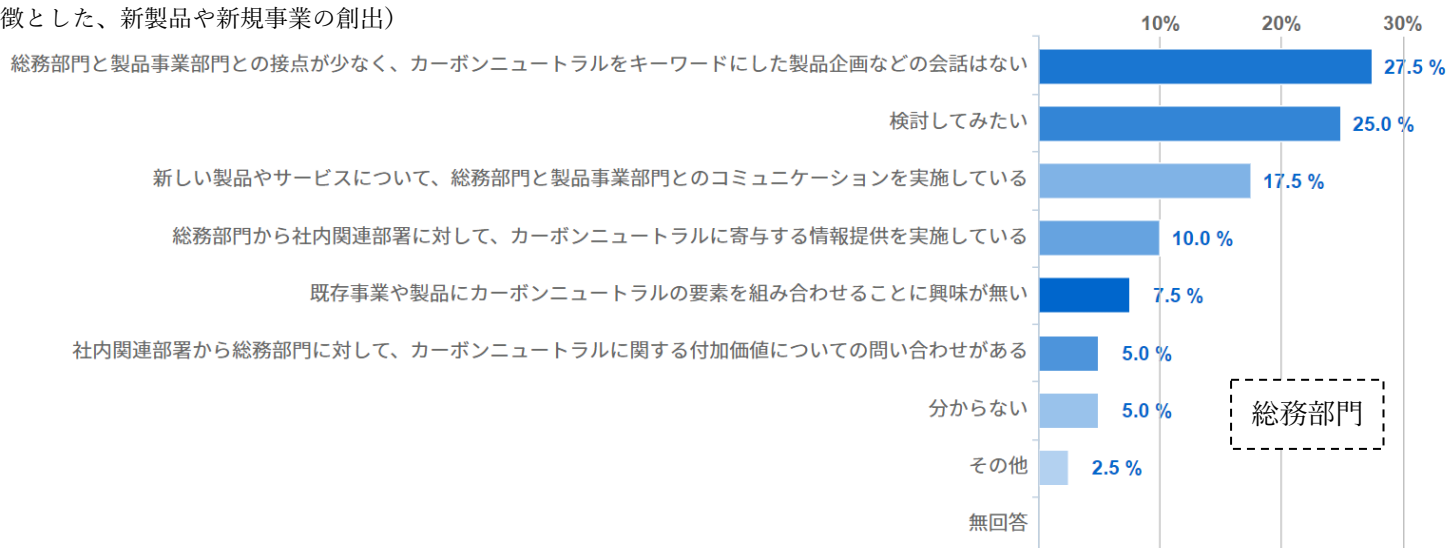 徴とした、新製品や新規事業の創出）
10% 20% 30%
総務部門と製品事業部門との接点が少なく、カーボンニュートラルをキーワードにした製品企画などの会話はない 27.5 %
検討してみたい 25.0 %
新しい製品やサービスについて、総務部門と製品事業部門とのコミュニケーションを実施している 17.5 %
総務部門から社内関連部署に対して、カーボンニュートラルに寄与する情報提供を実施している 10.0 %
既存事業や製品にカーボンニュートラルの要素を組み合わせることに興味が無い 7.5 %
社内関連部署から総務部門に対して、カーボンニュートラルに関する付加価値についての問い合わせがある 5.0 %
分からない 5.0 %
総務部門
その他 2.5 %
無回答